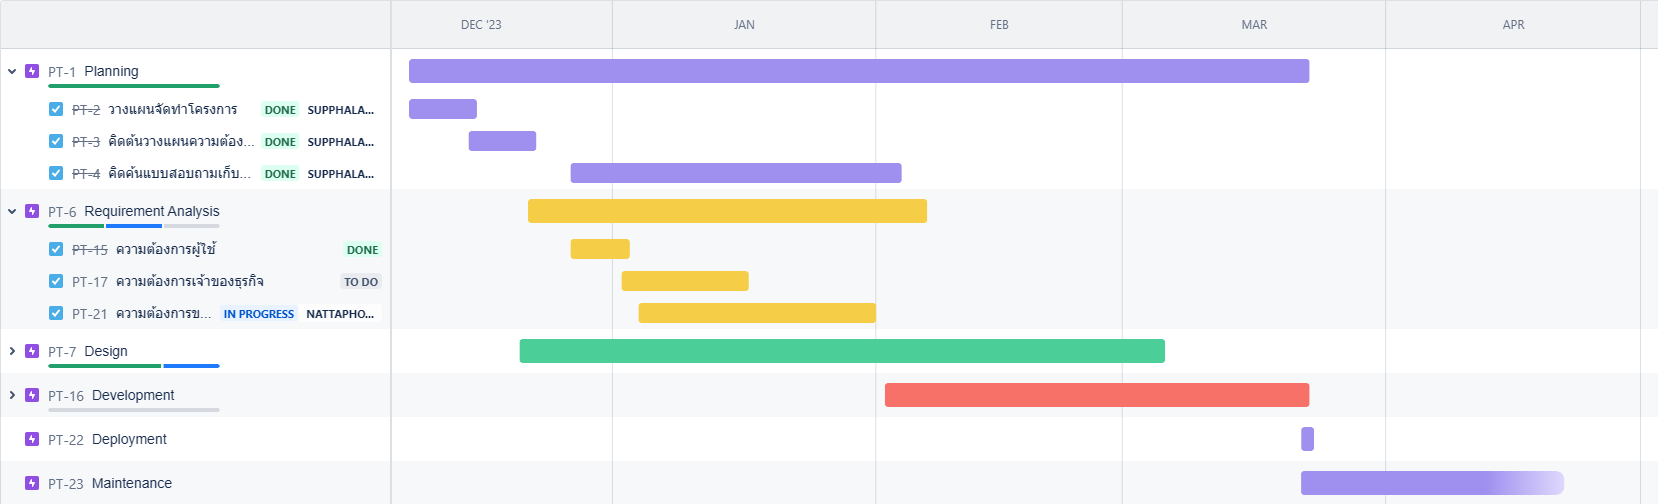 DEC '23 JAN FEB MAR APR
PT-1 Planning
PT-2 วางแผนจัดทำโครงการ DONE SUPPHALA...
PT-3 คิดต้นวางแผนความต้อง... DONE SUPPHALA...
PT-4 คิดค้นแบบสอบถามเก็บ... DONE SUPPHALA...
PT-6 Requirement Analysis
PT-15 ความต้องการผู้ใช้ DONE
PT-17 ความต้องการเจ้าของธุรกิจ TO DO
PT-21 ความต้องการข... IN PROGRESS NATTAPHO...
PT-7 Design
PT-16 Development
PT-22 Deployment
PT-23 Maintenance